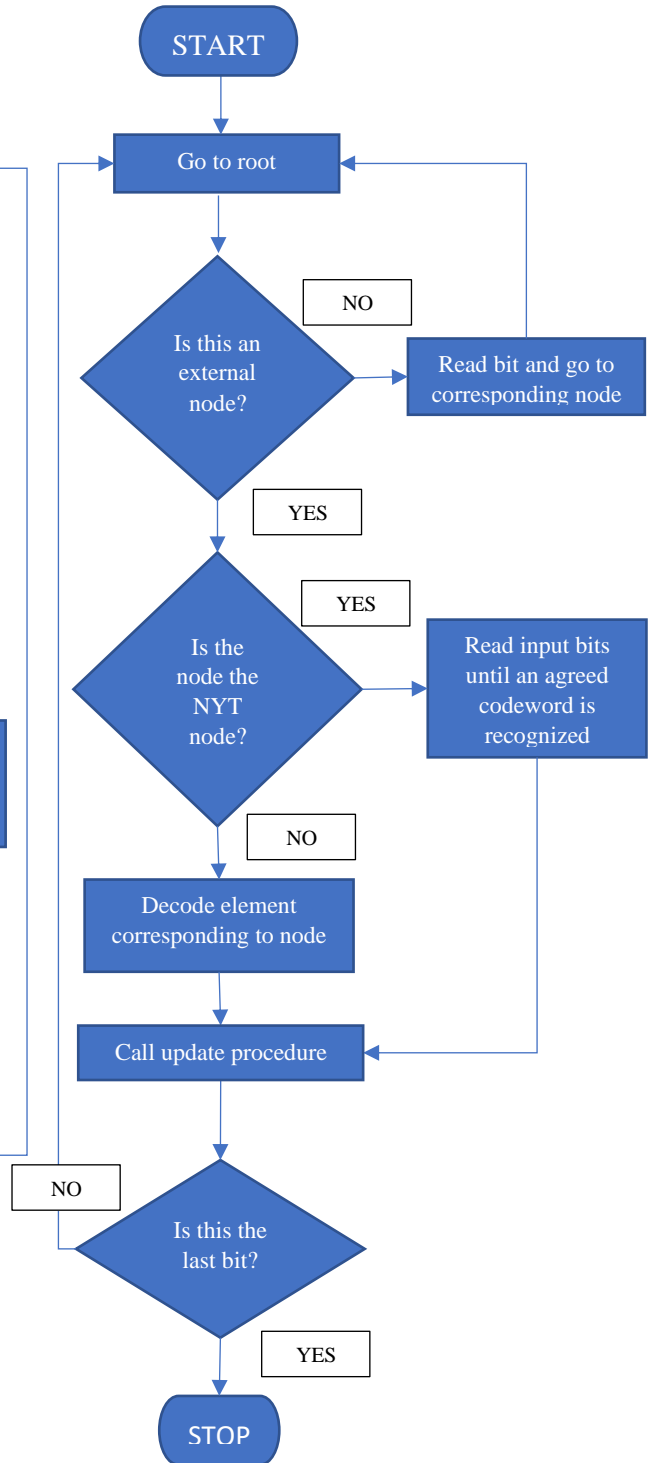 START
Go to root
NO
Is this an
external
node?
Read bit and go to
corresponding node
YES
YES
Is the
node the
NYT
node?
Read input bits
until an agreed
codeword is
recognized
NO
Decode element
corresponding to node
Call update procedure
NO
Is this the
last bit?
YES
STOP